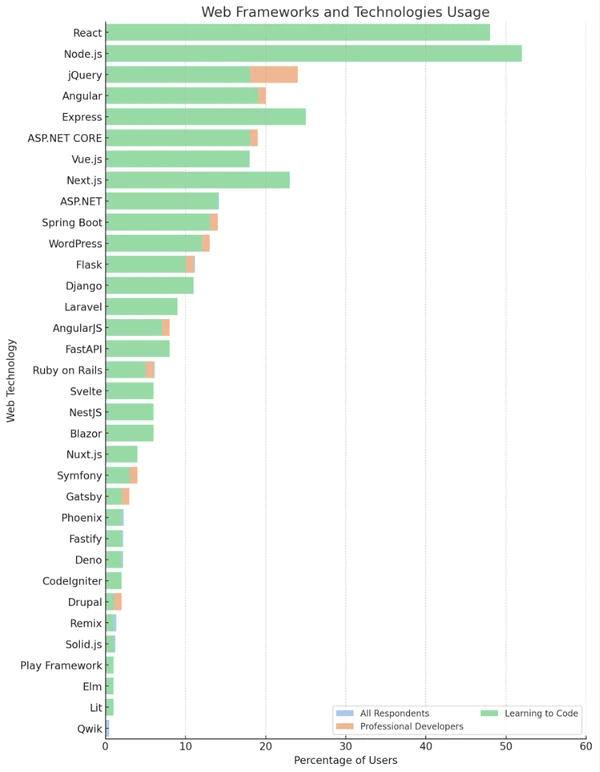 Web Frameworks and Technologies Usage
React
Node.js
jQuery
Angular
Express
ASP.NET CORE
Vue.js
Next.js
ASP.NET
Spring Boot
WordPress
Flask
Django
Laravel
AngularJS
FastAPI
Ruby on Rails
Svelte
NestJS
Blazor
Nuxt.js
Symfony
Gatsby
Phoenix
Fastify
Deno
CodeIgniter
Drupal
Remix
Solid.js
Play Framework
Elm
Lit
Qwik
Web Technology
All Respondents
Professional Developers
Learning to Code
0 10 20 30 40 50 60
Percentage of Users